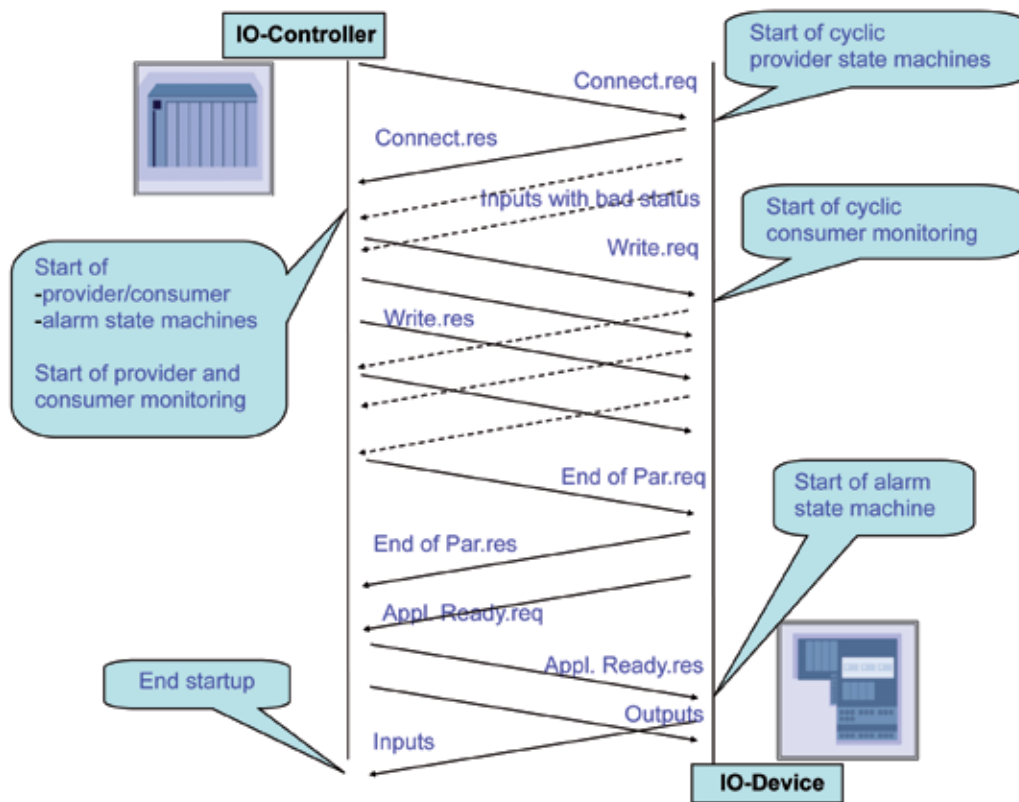 IO-Controller
Start of cyclic
provider state machines
Connect.req
Connect.res
Inputs with bad status
Start of cyclic
consumer monitoring
Write.req
Start of
-provider/consumer
-alarm state machines
Start of provider and
consumer monitoring
Write.res
End of Par.req
Start of alarm
state machine
End of Par.res
Appl. Ready.req
Appl. Ready.res
End startup
Outputs
Inputs
IO-Device